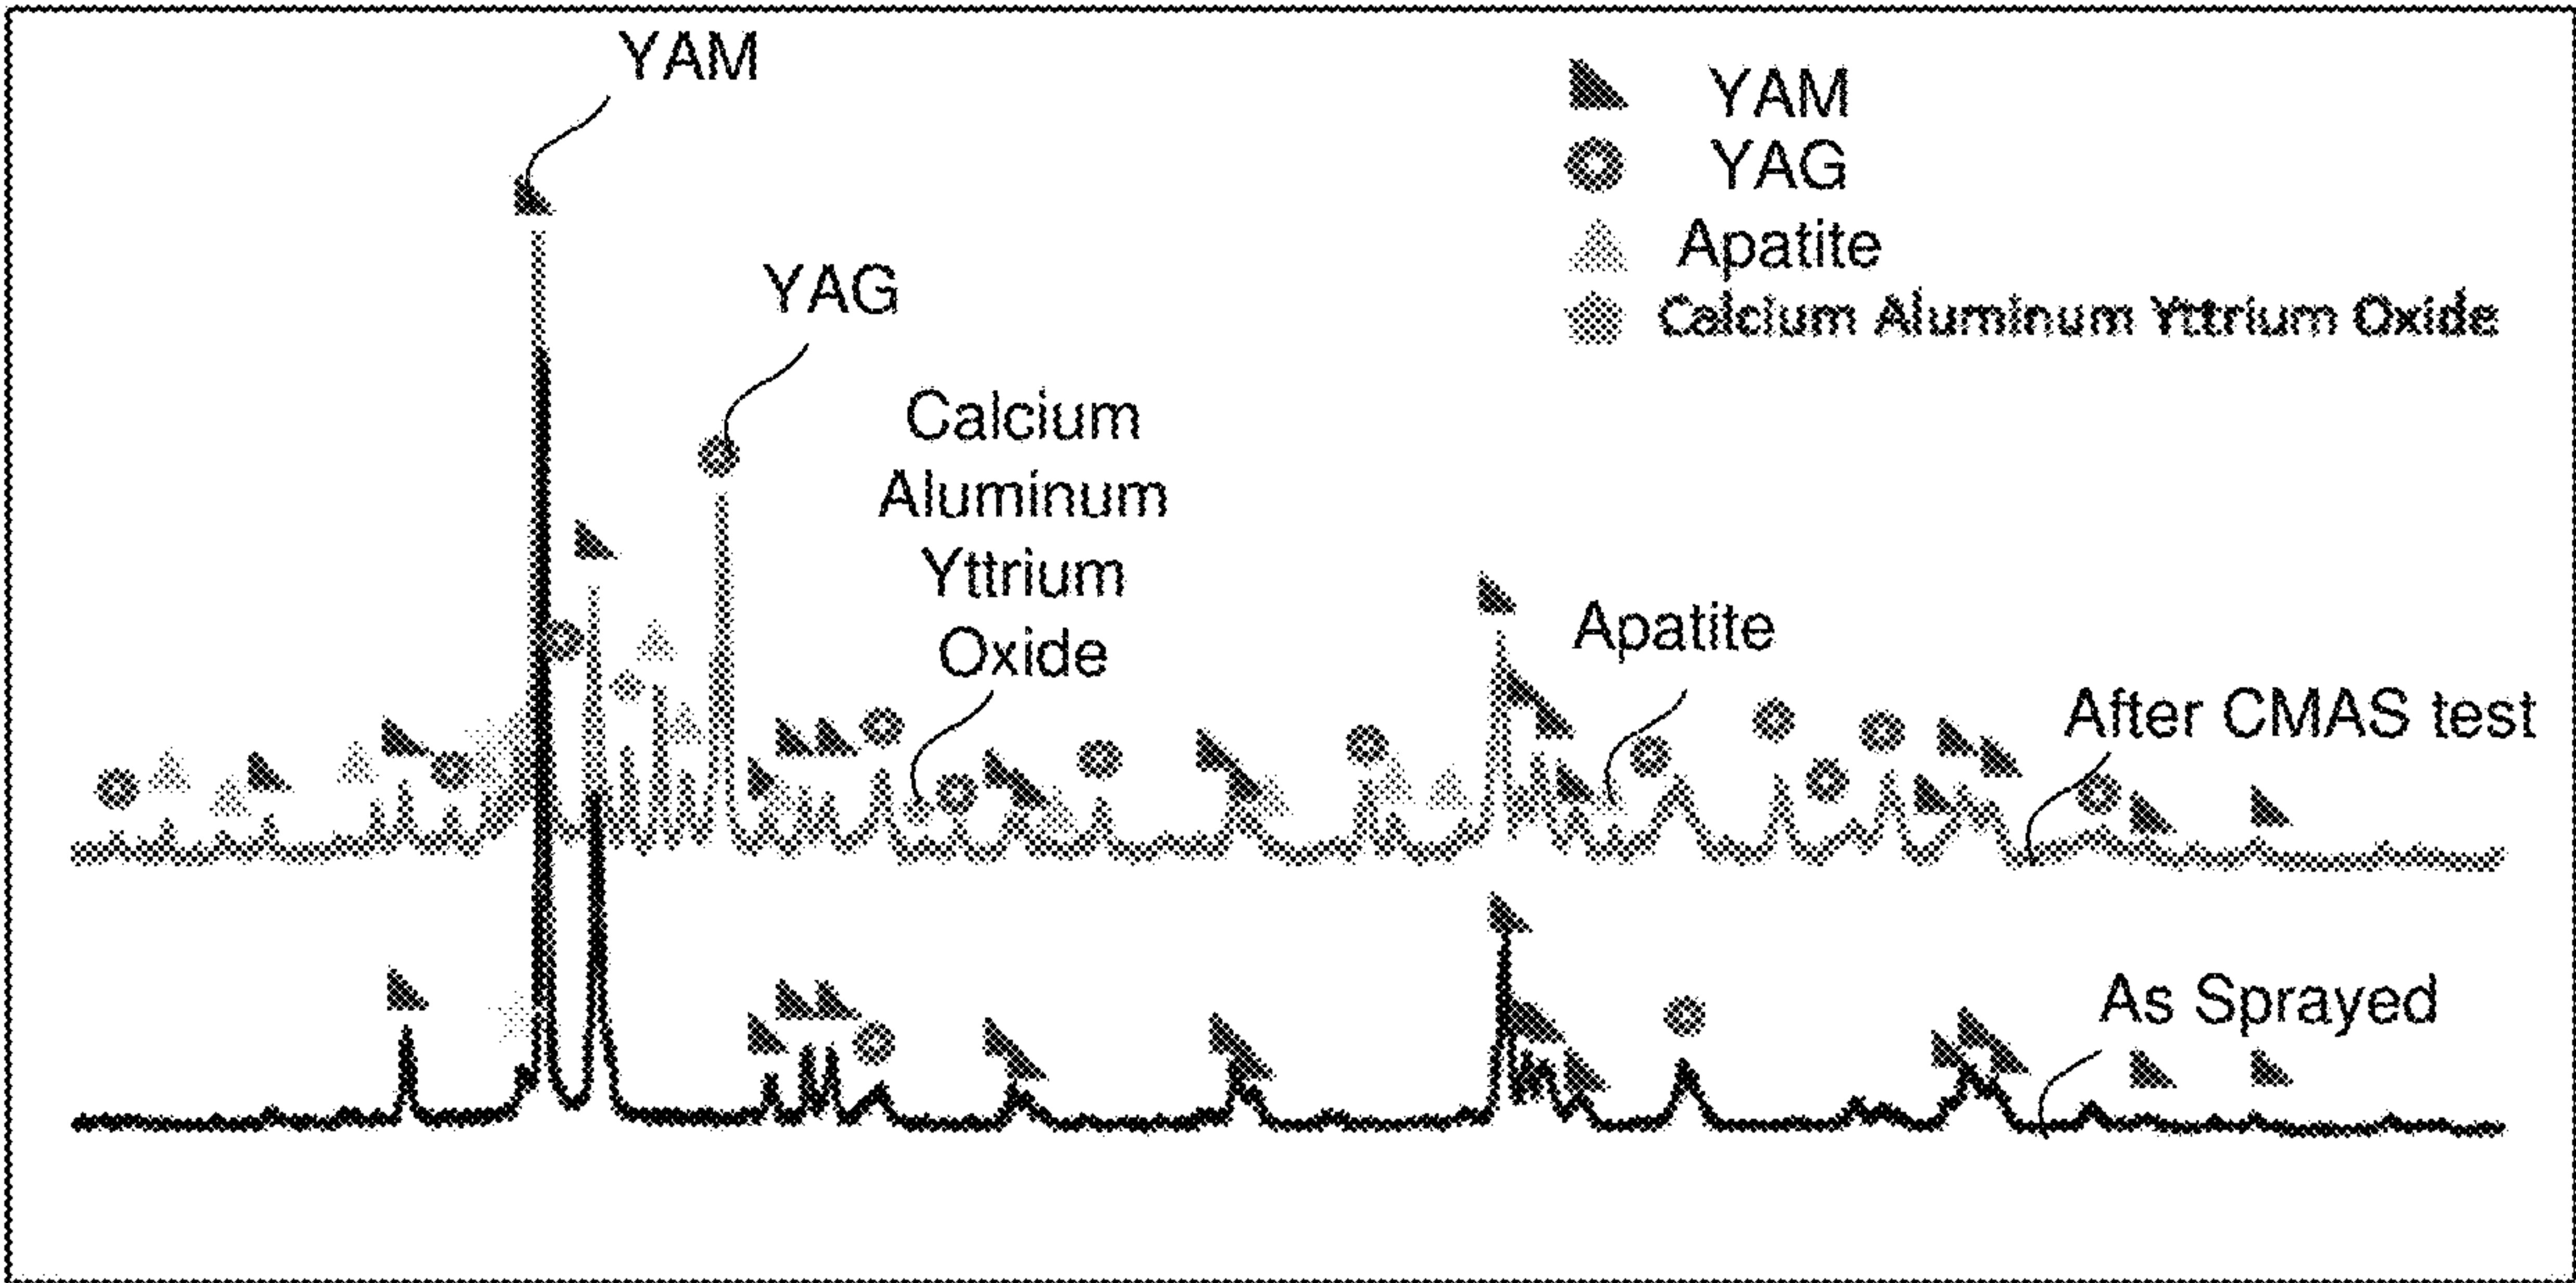 YAM
YAM
YAG
Apatite
Calcium Aluminum Yttrium Oxide
YAG
Calcium
Aluminum
Yttrium
Oxide
Apatite
After CMAS test
As Sprayed